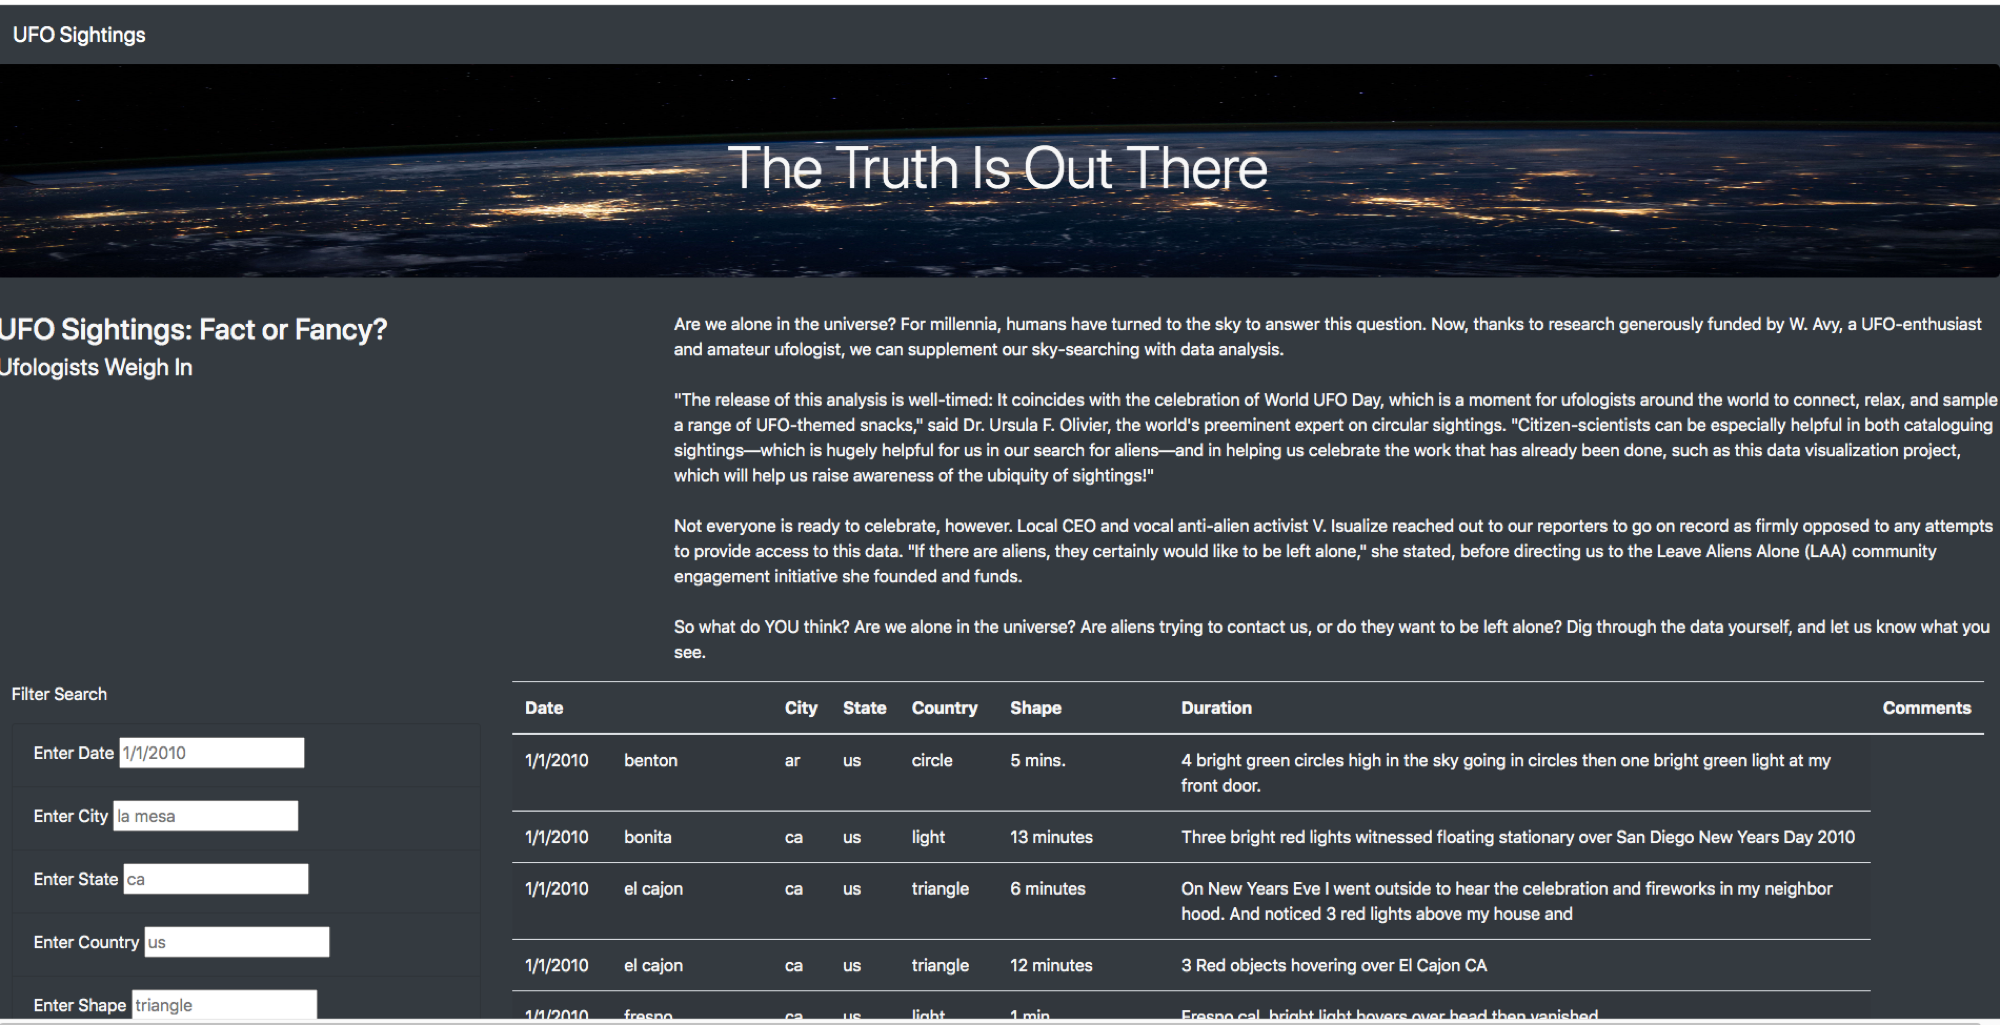 UFO Sightings
The Truth Is Out There
UFO Sightings: Fact or Fancy?
Ufologists Weigh In
Are we alone in the universe? For millennia, humans have turned to the sky to answer this question. Now, thanks to research generously funded by W. Avy, a UFO-enthusiast
and amateur ufologist, we can supplement our sky-searching with data analysis.
"The release of this analysis is well-timed: It coincides with the celebration of World UFO Day, which is a moment for ufologists around the world to connect, relax, and sample
a range of UFO-themed snacks," said Dr. Ursula F. Olivier, the world's preeminent expert on circular sightings. "Citizen-scientists can be especially helpful in both cataloguing
sightings—which is hugely helpful for us in our search for aliens—and in helping us celebrate the work that has already been done, such as this data visualization project,
which will help us raise awareness of the ubiquity of sightings!"
Not everyone is ready to celebrate, however. Local CEO and vocal anti-alien activist V. Isualize reached out to our reporters to go on record as firmly opposed to any attempts
to provide access to this data. "If there are aliens, they certainly would like to be left alone," she stated, before directing us to the Leave Aliens Alone (LAA) community
engagement initiative she founded and funds.
So what do YOU think? Are we alone in the universe? Are aliens trying to contact us, or do they want to be left alone? Dig through the data yourself, and let us know what you
see.
Filter Search
Enter Date 1/1/2010
Enter City la mesa
Enter State ca
Enter Country us
Enter Shape triangle
Date City State Country Shape Duration Comments
1/1/2010 benton ar us circle 5 mins. 4 bright green circles high in the sky going in circles then one bright green light at my
front door.
1/1/2010 bonita ca us light 13 minutes Three bright red lights witnessed floating stationary over San Diego New Years Day 2010
1/1/2010 el cajon ca us triangle 6 minutes On New Years Eve I went outside to hear the celebration and fireworks in my neighbor
hood. And noticed 3 red lights above my house and
1/1/2010 el cajon ca us triangle 12 minutes 3 Red objects hovering over El Cajon CA
1/1/2010 fresno ca us light 1 min Fresno cal. bright light hovers over head then vanished